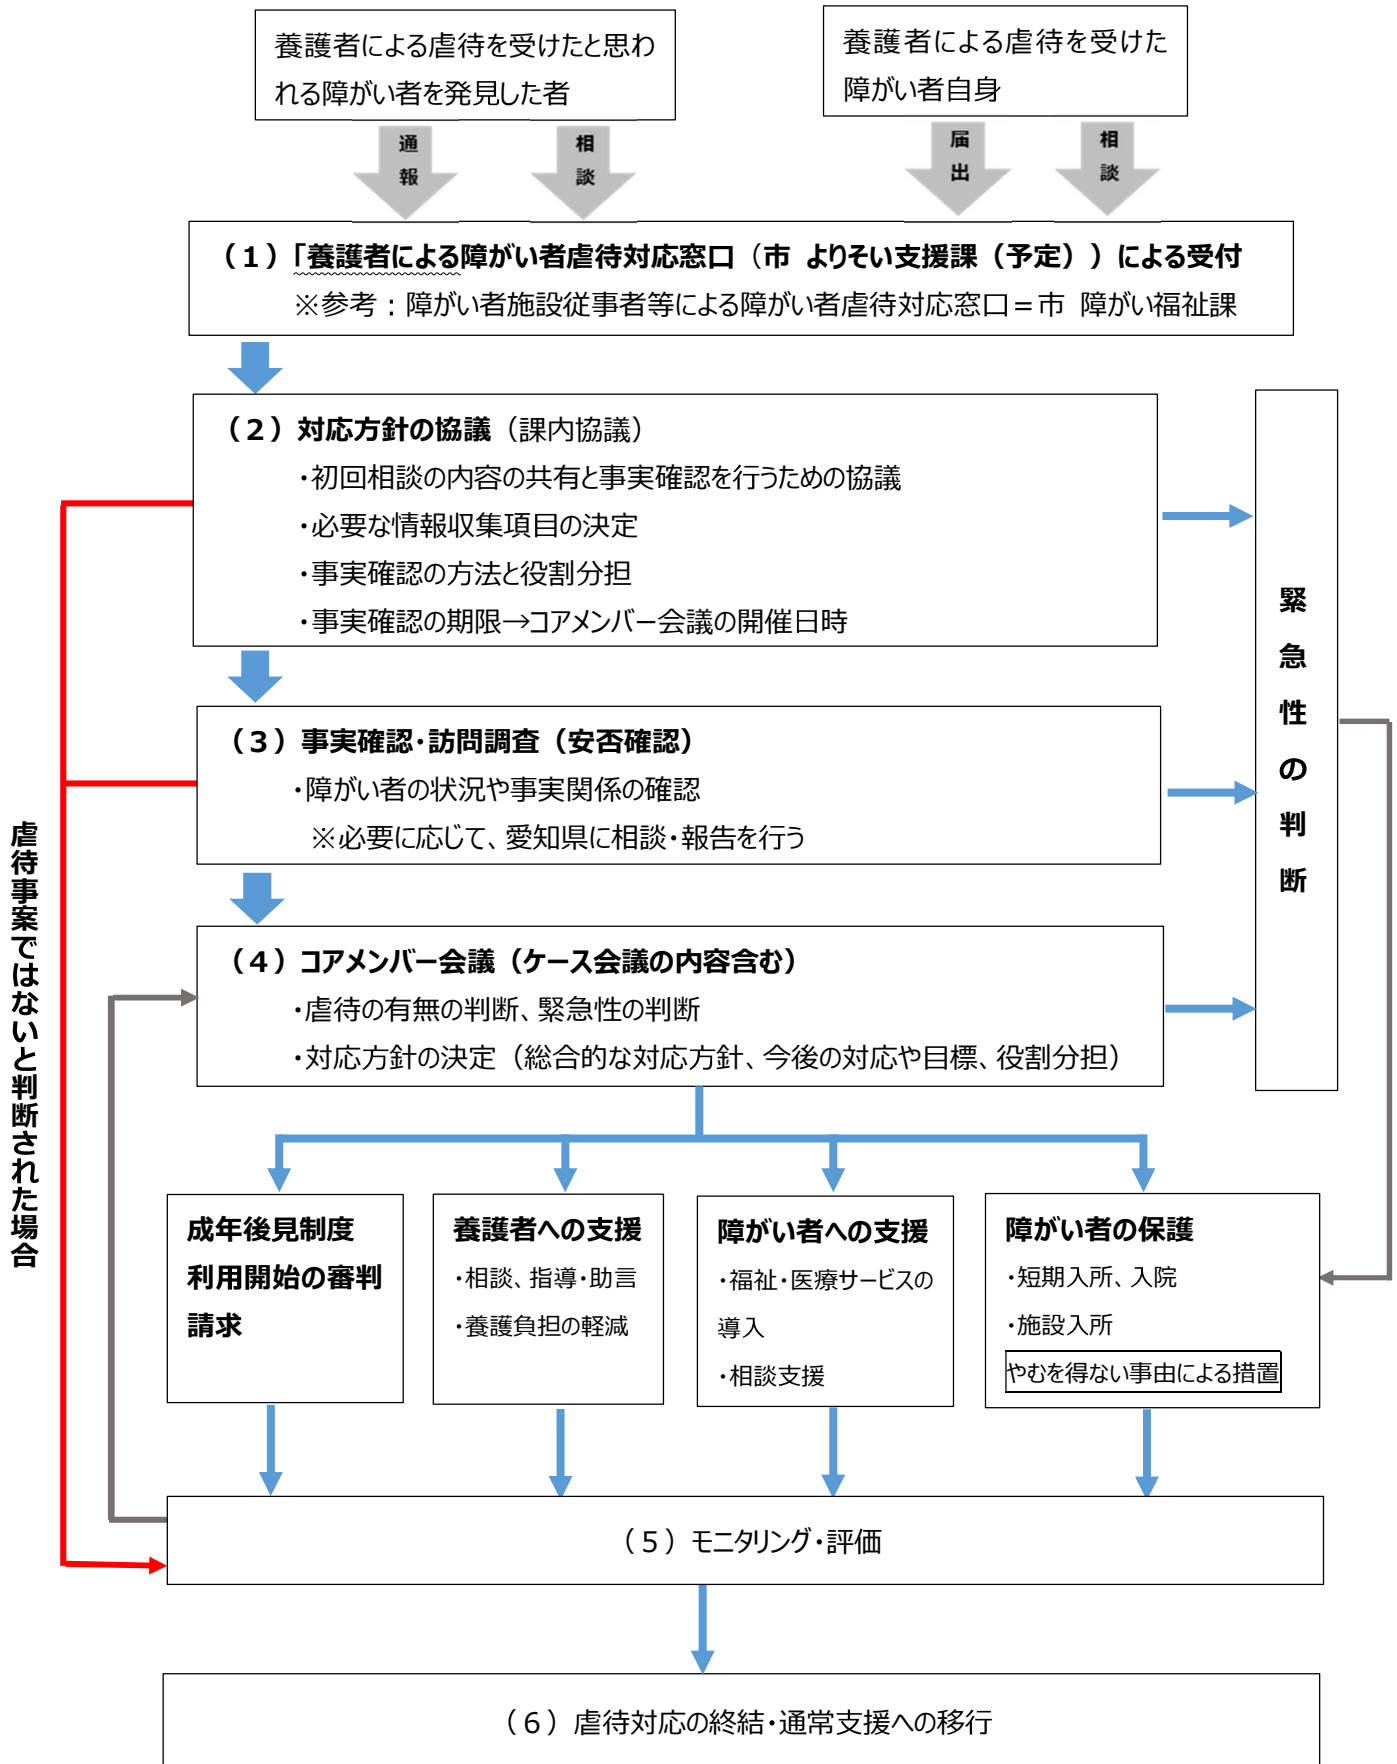 養護者による虐待を受けたと思わ
れる障がい者を発見した者
養護者による虐待を受けた
障がい者自身
通報
相談
届出
相談
（１）「養護者による障がい者虐待対応窓口（市 よりそい支援課（予定））による受付
※参考：障がい者施設従事者等による障がい者虐待対応窓口＝市 障がい福祉課
（２）対応方針の協議（課内協議）
・初回相談の内容の共有と事実確認を行うための協議
・必要な情報収集項目の決定
・事実確認の方法と役割分担
・事実確認の期限→コアメンバー会議の開催日時
緊急性の判断
（３）事実確認・訪問調査（安否確認）
・障がい者の状況や事実関係の確認
※必要に応じて、愛知県に相談・報告を行う
虐待事案ではないと判断された場合
（４）コアメンバー会議（ケース会議の内容含む）
・虐待の有無の判断、緊急性の判断
・対応方針の決定（総合的な対応方針、今後の対応や目標、役割分担）
成年後見制度
利用開始の審判
請求
養護者への支援
・相談、指導・助言
・養護負担の軽減
障がい者への支援
・福祉・医療サービスの
導入
・相談支援
障がい者の保護
・短期入所、入院
・施設入所
やむを得ない事由による措置
（５）モニタリング・評価
（６）虐待対応の終結・通常支援への移行